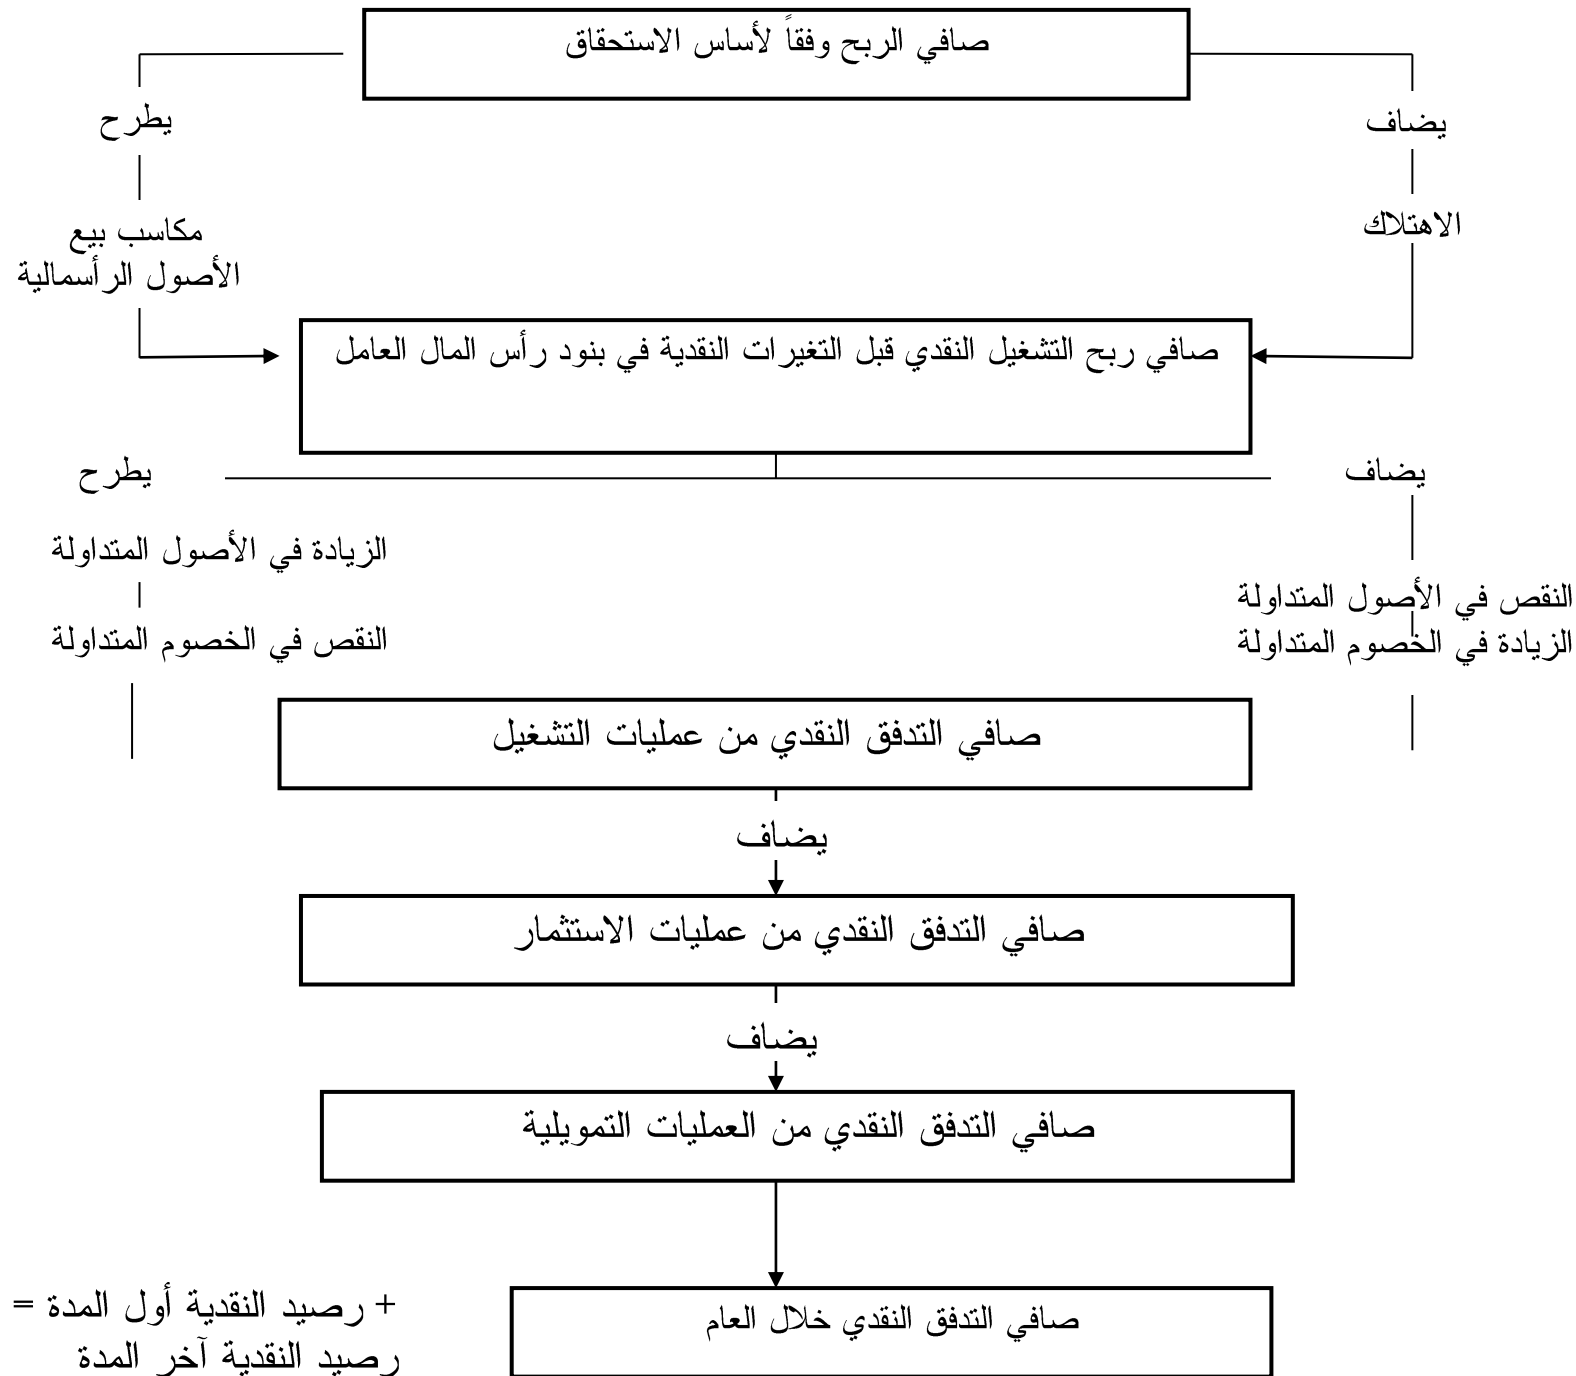 صافي الربح وفقاً لأساس الاستحقاق
يضاف
يطرح
الاهتلاك
مكاسب بيع
الأصول الرأسمالية
صافي ربح التشغيل النقدي قبل التغيرات النقدية في بنود رأس المال العامل
يضاف
يطرح
النقص في الأصول المتداولة
الزيادة في الخصوم المتداولة
الزيادة في الأصول المتداولة
النقص في الخصوم المتداولة
صافي التدفق النقدي من عمليات التشغيل
يضاف
صافي التدفق النقدي من عمليات الاستثمار
يضاف
صافي التدفق النقدي من العمليات التمويلية
صافي التدفق النقدي خلال العام
+ رصيد النقدية أول المدة =
رصيد النقدية آخر المدة